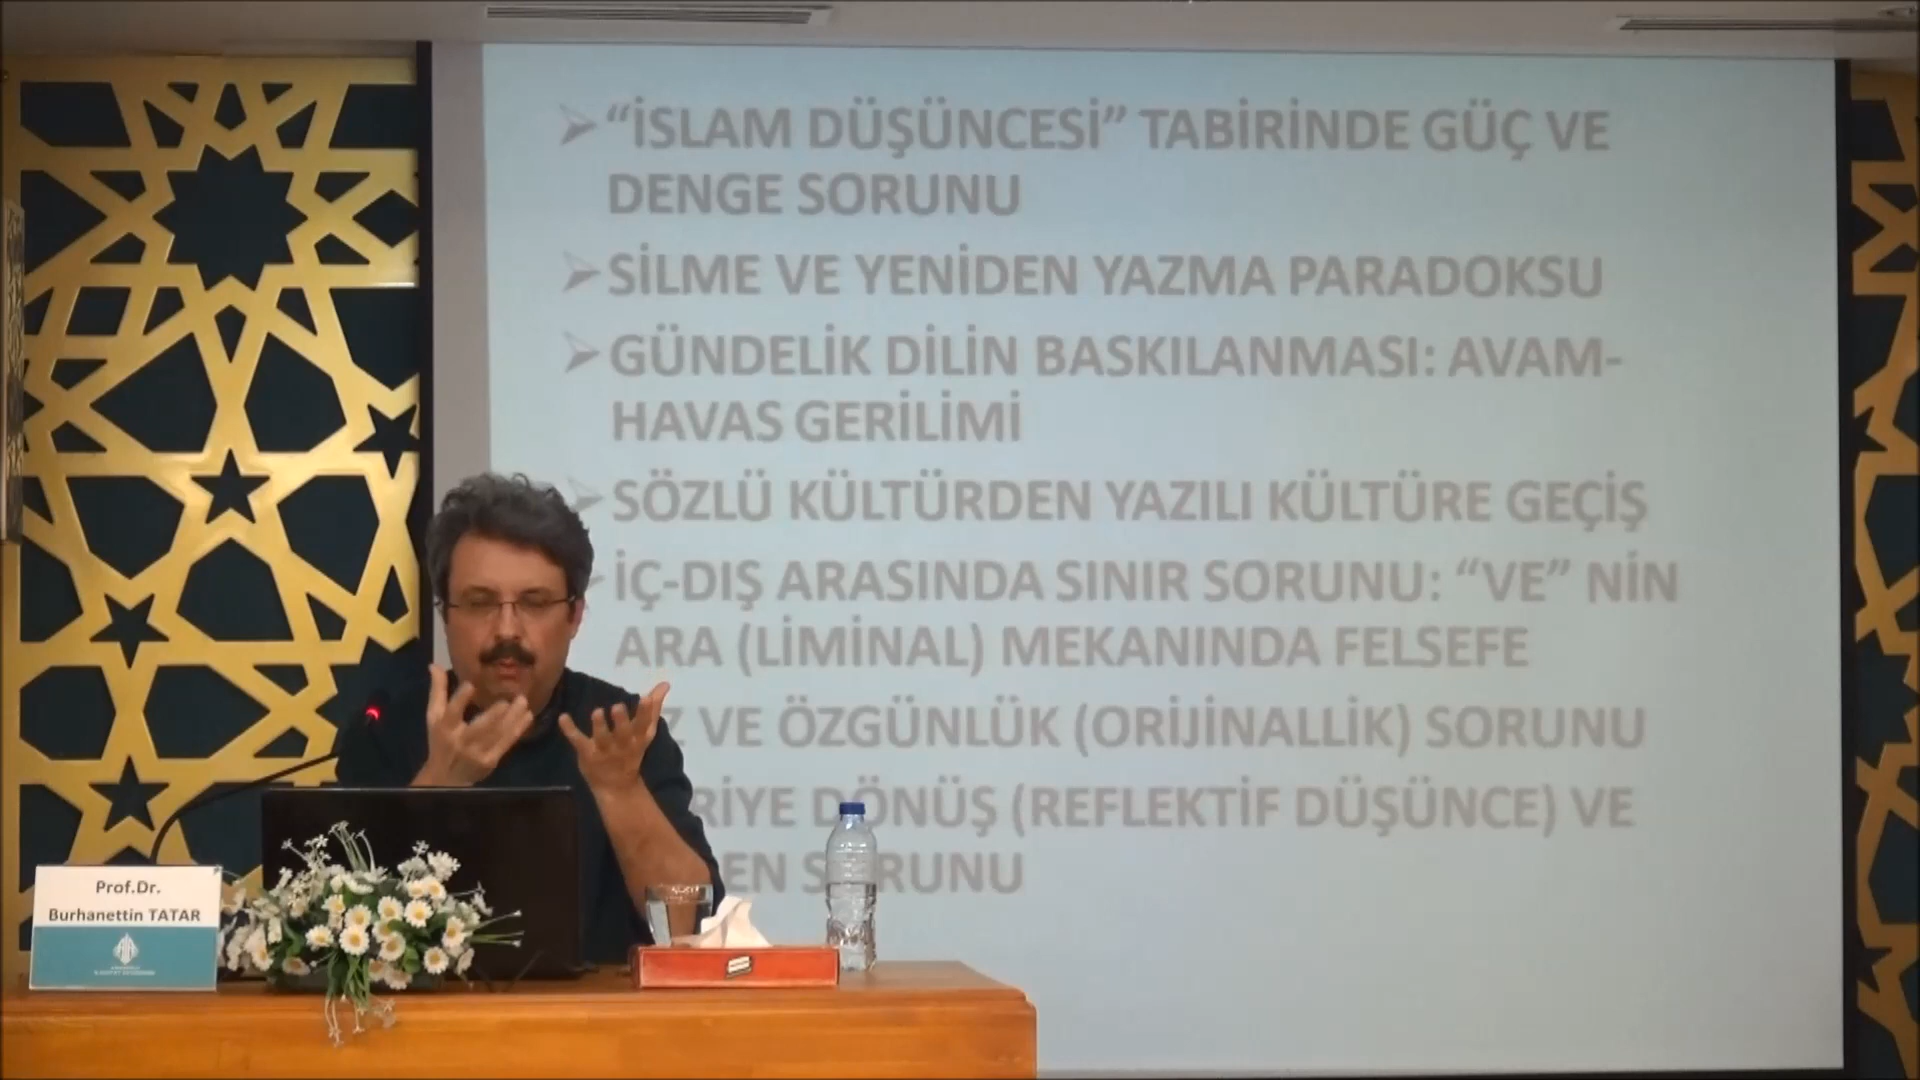 “İSLAM DÜŞÜNCESİ” TABİRİNDE GÜÇ VE
DENGE SORUNU
SİLME VE YENİDEN YAZMA PARADOKSU
GÜNDELİK DİLİN BASKILANMASI: AVAM-
HAVAS GERİLİMİ
SÖZLÜ KÜLTÜRDEN YAZILI KÜLTÜRE GEÇİŞ
İÇ-DIŞ ARASINDA SINIR SORUNU: “VE” NİN
ARA (LİMİNAL) MEKANINDA FELSEFE
VE ÖZGÜNLÜK (ORİJİNALLİK) SORUNU
DÖNÜŞ (REFLEKTİF DÜŞÜNCE) VE
Prof.Dr.
Burhanettin TATAR